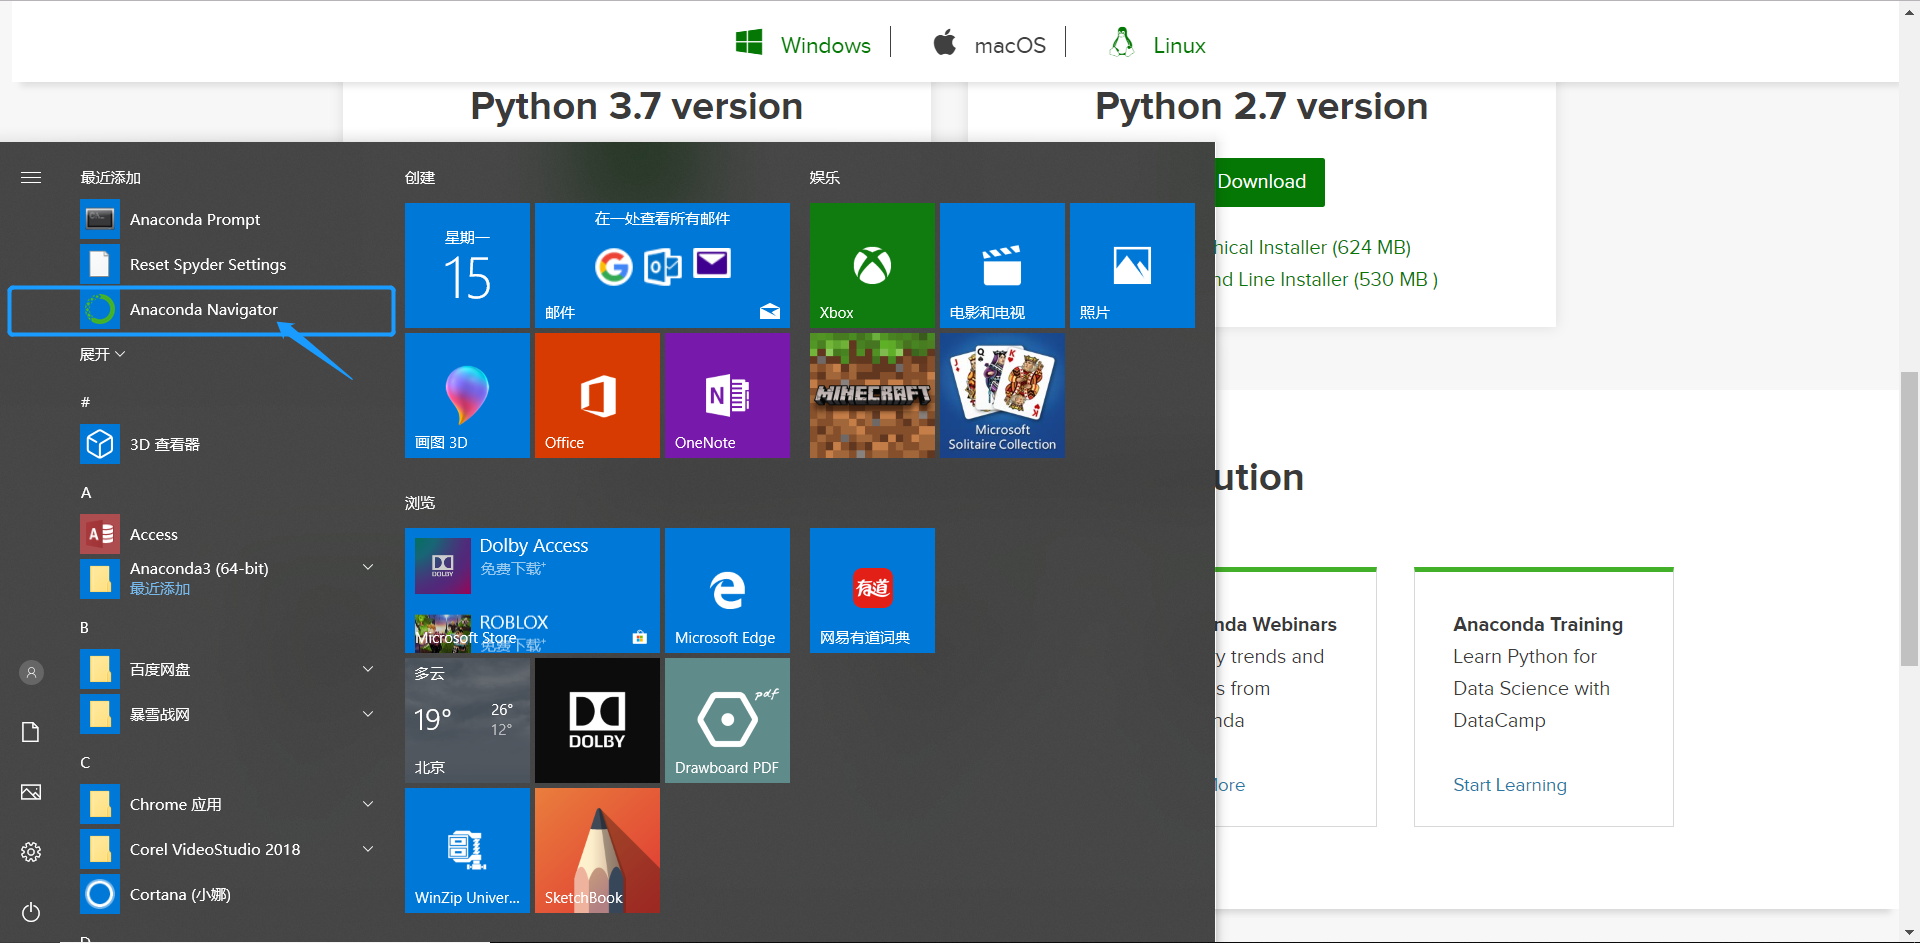 Windows
macOS
Linux
Python 3.7 version
Python 2.7 version
Download
hical Installer (624 MB)
nd Line Installer (530 MB )
最近添加
Anaconda Prompt
Reset Spyder Settings
Anaconda Navigator
展开
#
3D 查看器
A
Access
Anaconda3 (64-bit)
最近添加
B
百度网盘
暴雪战网
C
Chrome 应用
Corel VideoStudio 2018
Cortana (小娜)
D
创建
星期一
15
在一处查看所有邮件
邮件
画图 3D
Office
OneNote
娱乐
Xbox
电影和电视
照片
MINECRAFT
Microsoft
Solitaire Collection
浏览
Dolby Access
免费下载+
ROBLOX
免费下载+
Microsoft Store
Microsoft Edge
有道
网易有道词典
多云
19°
26°
12°
北京
DOLBY
pdf
Drawboard PDF
WinZip Univer...
SketchBook
ution
nda Webinars
y trends and
s from
nda
lore
Anaconda Training
Learn Python for
Data Science with
DataCamp
Start Learning